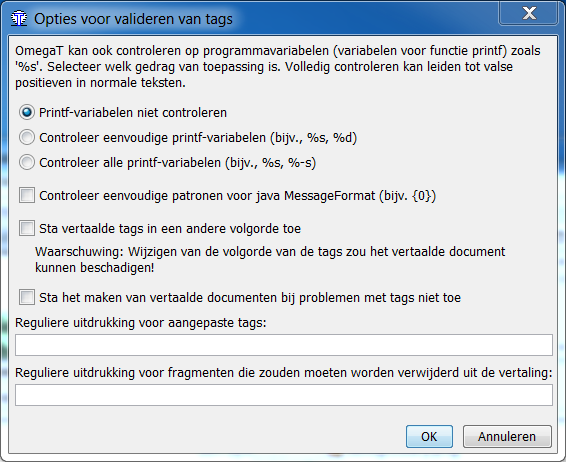 Opties voor valideren van tags
OmegaT kan ook controleren op programmavariabelen (variabelen voor functie printf) zoals
'%s'. Selecteer welk gedrag van toepassing is. Volledig controleren kan leiden tot valse
positieven in normale teksten.
Printf-variabelen niet controleren
Controleer eenvoudige printf-variabelen (bijv., %s, %d)
Controleer alle printf-variabelen (bijv., %s, %-s)
Controleer eenvoudige patronen voor java MessageFormat (bijv. {0})
Sta vertaalde tags in een andere volgorde toe
Waarschuwing: Wijzigen van de volgorde van de tags zou het vertaalde document
kunnen beschadigen!
Sta het maken van vertaalde documenten bij problemen met tags niet toe
Reguliere uitdrukking voor aangepaste tags:
Reguliere uitdrukking voor fragmenten die zouden moeten worden verwijderd uit de vertaling:
OK
Annuleren